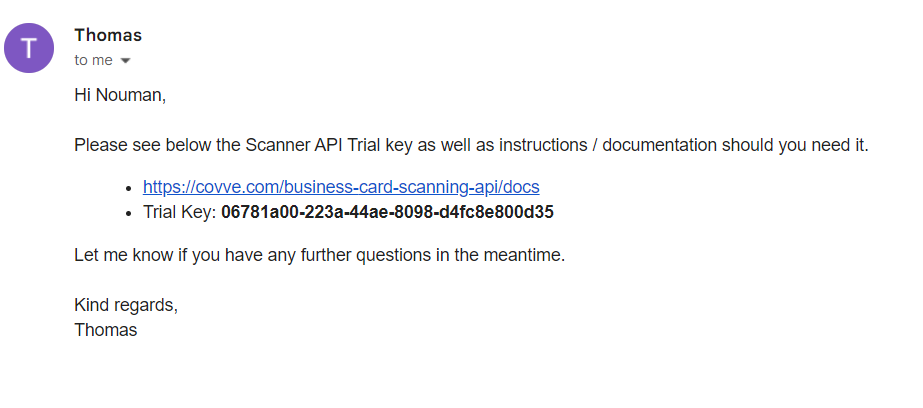 Thomas
to me
Hi Nouman,
Please see below the Scanner API Trial key as well as instructions / documentation should you need it.
https://covve.com/business-card-scanning-api/docs
Trial Key: 06781a00-223a-44ae-8098-d4fc8e800d35
Let me know if you have any further questions in the meantime.
Kind regards,
Thomas